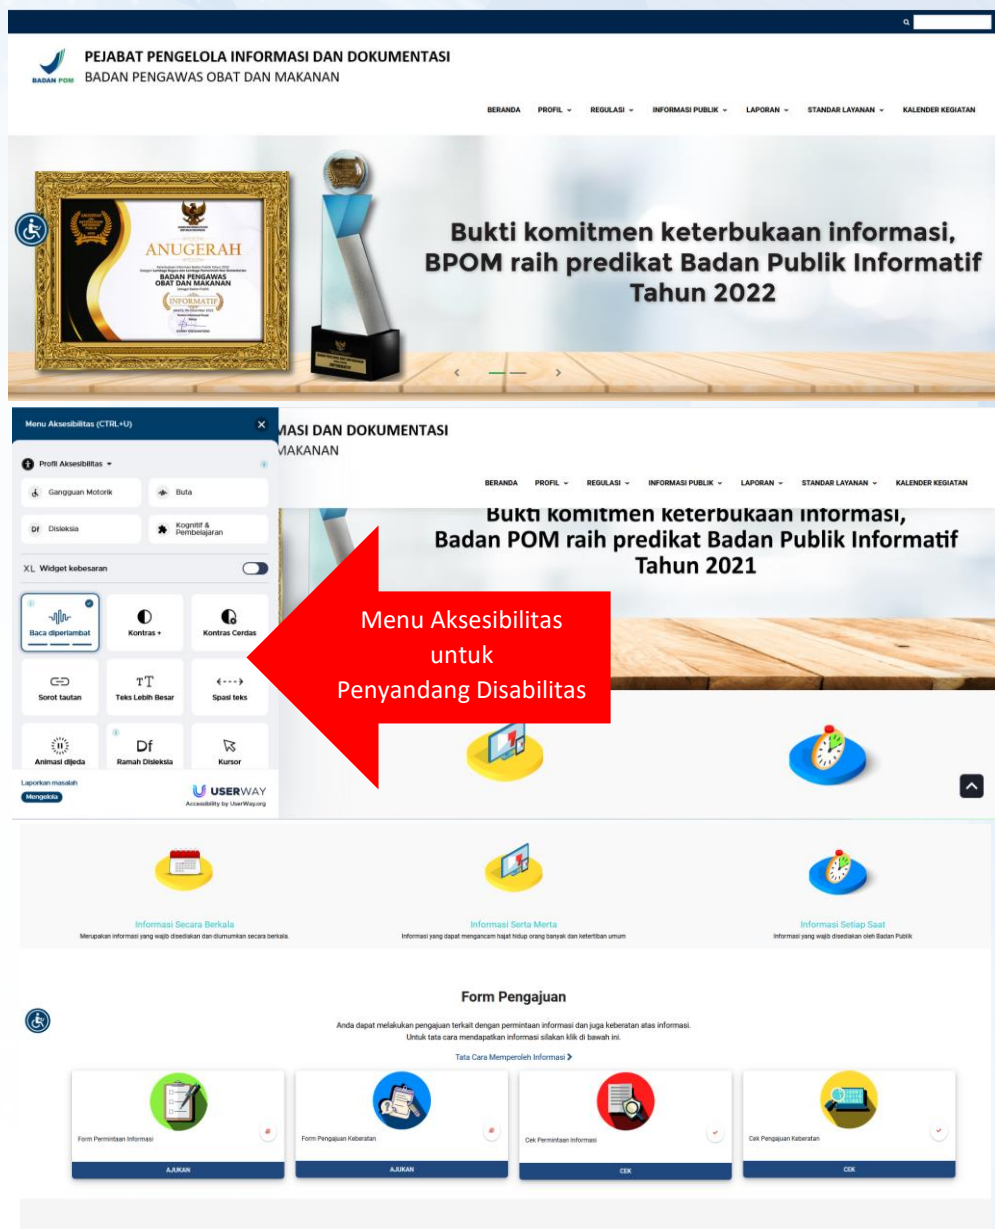 PEJABAT PENGELOLA INFORMASI DAN DOKUMENTASI
BADAN POM
BADAN PENGAWAS OBAT DAN MAKANAN
BERANDA PROFIL REGULASI INFORMASI PUBLIK LAPORAN STANDAR LAYANAN KALENDER KEGIATAN
ANUGERAH
BADAN PENGAWAS
OBAT DAN MAKANAN
INFORMATIF
Bukti komitmen keterbukaan informasi,
BPOM raih predikat Badan Publik Informatif
Tahun 2022
Menu Aksesibilitas (CTRL+U)
MASI DAN DOKUMENTASI
MAKANAN
BERANDA PROFIL REGULASI INFORMASI PUBLIK LAPORAN STANDAR LAYANAN KALENDER KEGIATAN
Profil Aksesibilitas
Gangguan Motorik
Buta
Df Disleksia
Kognitif &
Pembelajaran
XL Widget kebesaran
Baca diperlambat
Kontras +
Kontras Cerdas
Sorot tautan
TT
Teks Lebih Besar
Spasi teks
Animasi dijeda
Df
Ramah Disleksia
Kursor
Laporkan masalah
Mengelola
USERWAY
Accessibility by UserWay.org
Bukti komitmen keterbukaan informasi,
Badan POM raih predikat Badan Publik Informatif
Tahun 2021
Menu Aksesibilitas
untuk
Penyandang Disabilitas
Informasi Secara Berkala
Merupakan informasi yang wajib disediakan dan diumumkan secara berkala.
Informasi Serta Merta
Informasi yang dapat mengancam hajat hidup orang banyak dan ketertiban umum
Informasi Setiap Saat
Informasi yang wajib disediakan oleh Badan Publik
Form Pengajuan
Anda dapat melakukan pengajuan terkait dengan permintaan informasi dan juga keberatan atas informasi.
Untuk tata cara mendapatkan informasi silakan klik di bawah ini.
Tata Cara Memperoleh Informasi
Form Permintaan Informasi
AJUKAN
Form Pengajuan Keberatan
AJUKAN
Cek Permintaan Informasi
CEK
Cek Pengajuan Keberatan
CEK